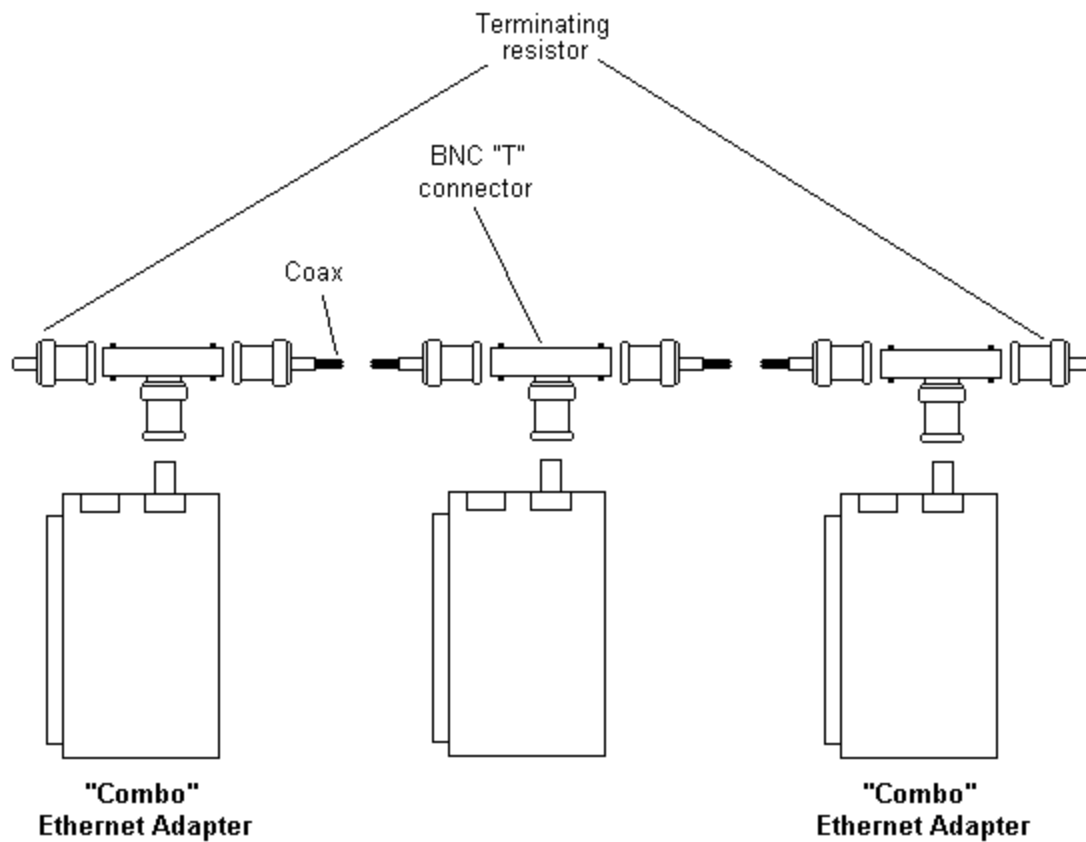 Terminating
resistor
BNC "T"
connector
Coax
"Combo"
Ethernet Adapter
"Combo"
Ethernet Adapter